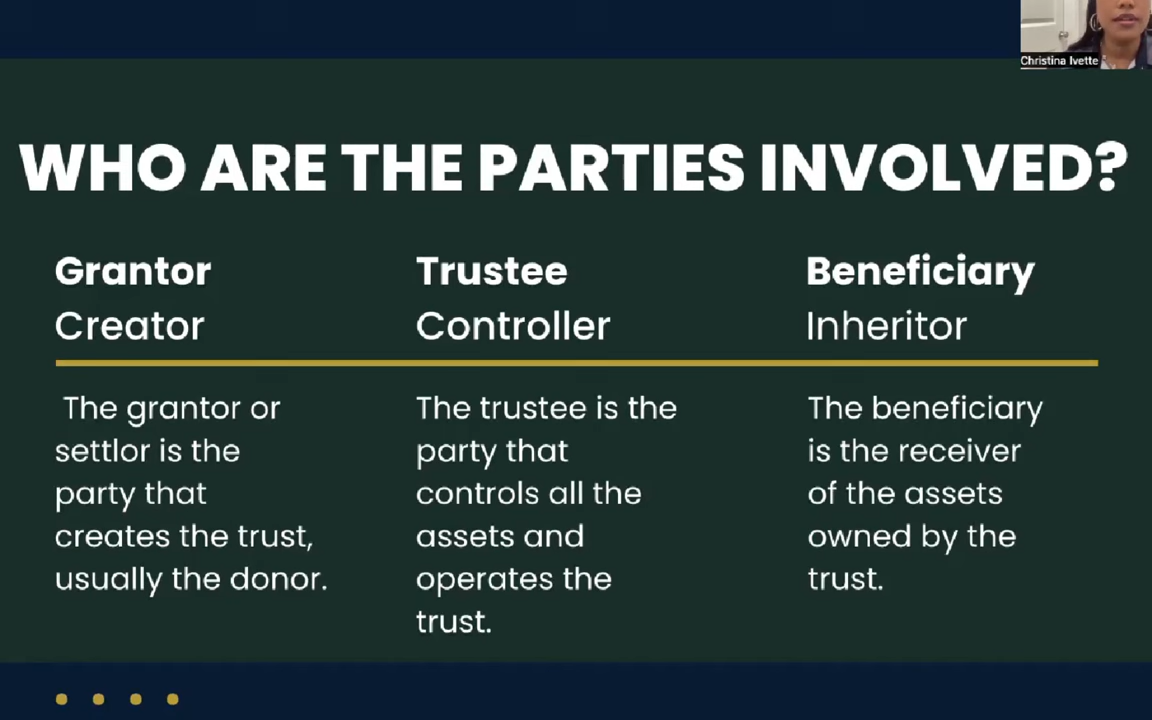 Christina Ivette
WHO ARE THE PARTIES INVOLVED?
Grantor
Creator
The grantor or
settlor is the
party that
creates the trust,
usually the donor.
Trustee
Controller
The trustee is the
party that
controls all the
assets and
operates the
trust.
Beneficiary
Inheritor
The beneficiary
is the receiver
of the assets
owned by the
trust.